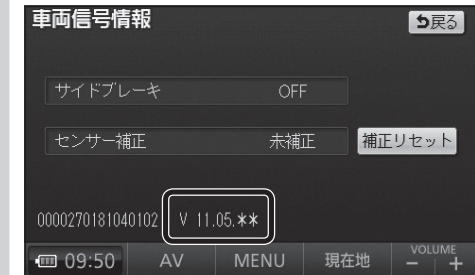 車両信号情報 戻る
サイドブレーキ OFF
センサー補正 未補正 補正リセット
0000270181040102 V 11.05.**
09:50 AV MENU 現在地 VOLUME − +